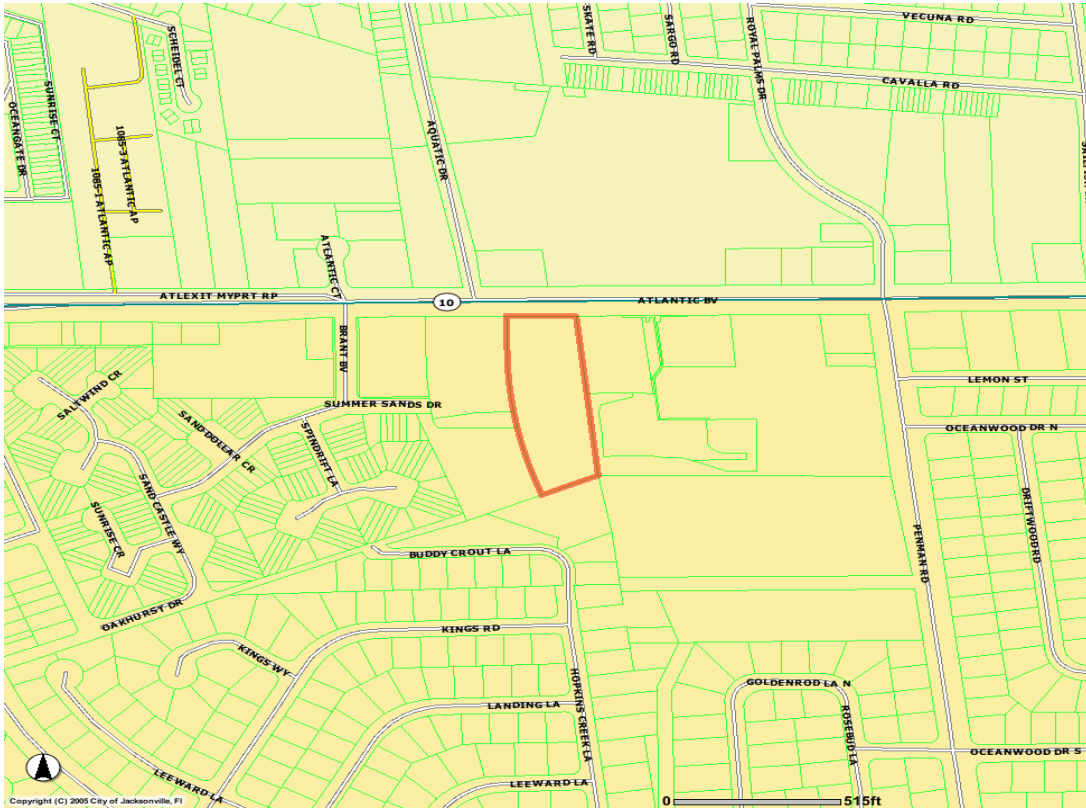 VECUNA RD
SKATE RD
SARGO RD
ROYAL PALMS DR
SCHEIDEL CT
CAVALLA RD
SUNRISE CT
OCEANGATE DR
1085-3 ATLANTIC AP
1085-1 ATLANTIC AP
AQUATIC DR
ATLANTIC CT
ATLEXIT MYPRT RP
10
ATLANTIC BV
BRANT BV
SALTWIND CR
LEMON ST
SUMMER SANDS DR
SAND DOLLAR CR
SPINDRIFT LA
OCEANWOOD DR N
SAND CASTLE WY
SUNRISE CR
DRIFTWOOD RD
PENMAN RD
BUDDY CROUT LA
OAKHURST DR
KINGS RD
KINGS WY
HOPKINS CREEK LA
GOLDENROD LA N
LANDING LA
ROSEBUD LA
OCEANWOOD DR S
LEEWARD LA
LEEWARD LA
Copyright (C) 2005 City of Jacksonville, Fl
0 515ft